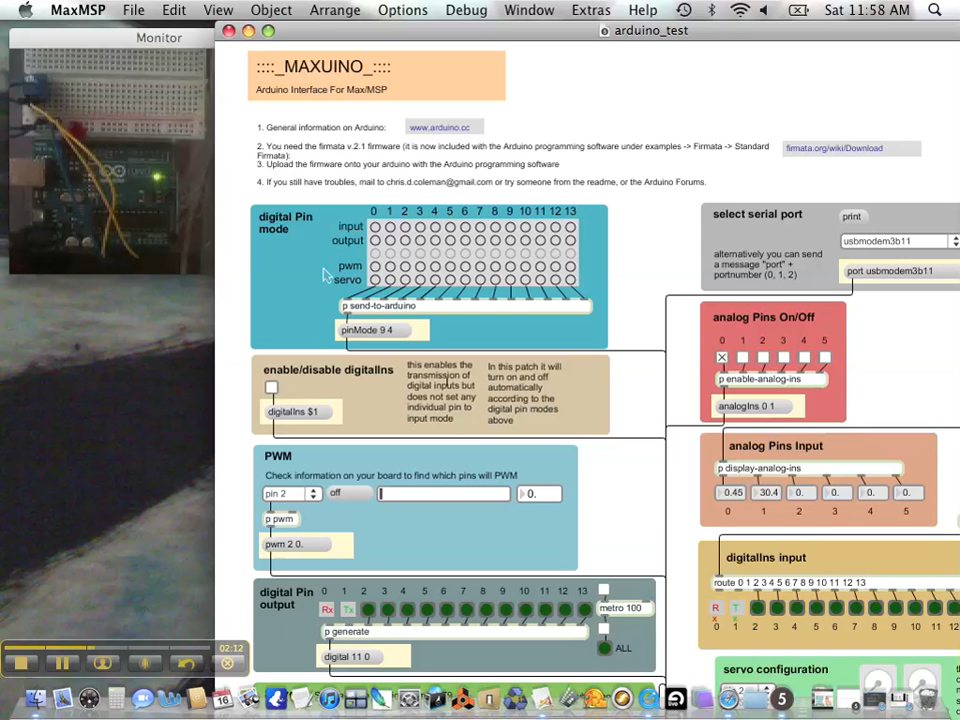 MaxMSP File Edit View Object Arrange Options Debug Window Extras Help Sat 11:58 AM
Monitor
arduino_test
::::_MAXUINO_::::
Arduino Interface For Max/MSP
1. General information on Arduino: www.arduino.cc
2. You need the firmata v.2.1 firmware (it is now included with the Arduino programming software under examples -> Firmata -> Standard
Firmata): firmata.org/wiki/Download
3. Upload the firmware onto your arduino with the Arduino programming software
4. If you still have troubles, mail to chris.d.coleman@gmail.com or try someone from the readme, or the Arduino Forums.
digital Pin
mode
0 1 2 3 4 5 6 7 8 9 10 11 12 13
input
output
pwm
servo
p send-to-arduino
pinMode 9 4
select serial port
print
usbmodem3b11
alternatively you can send
a message "port" +
portnumber (0, 1, 2)
port usbmodem3b11
analog Pins On/Off
0 1 2 3 4 5
p enable-analog-ins
analogIns 0 1
enable/disable digitalIns
digitalIns $1
this enables the
transmission of
digital inputs but
does not set any
individual pin to
input mode
In this patch it will
turn on and off
automatically
according to the
digital pin modes
above
PWM
Check information on your board to find which pins will PWM
pin 2 off 0.
p pwm
pwm 2 0.
analog Pins Input
p display-analog-ins
0.45 30.4 0. 0. 0. 0.
0 1 2 3 4 5
digitalIns input
route 0 1 2 3 4 5 6 7 8 9 10 11 12 13
R T
x x
2 3 4 5 6 7 8 9 10 11 12
digital Pin
output
0 1 2 3 4 5 6 7 8 9 10 11 12 13
Rx Tx
metro 100
p generate
ALL
digital 11 0
servo configuration
02:12